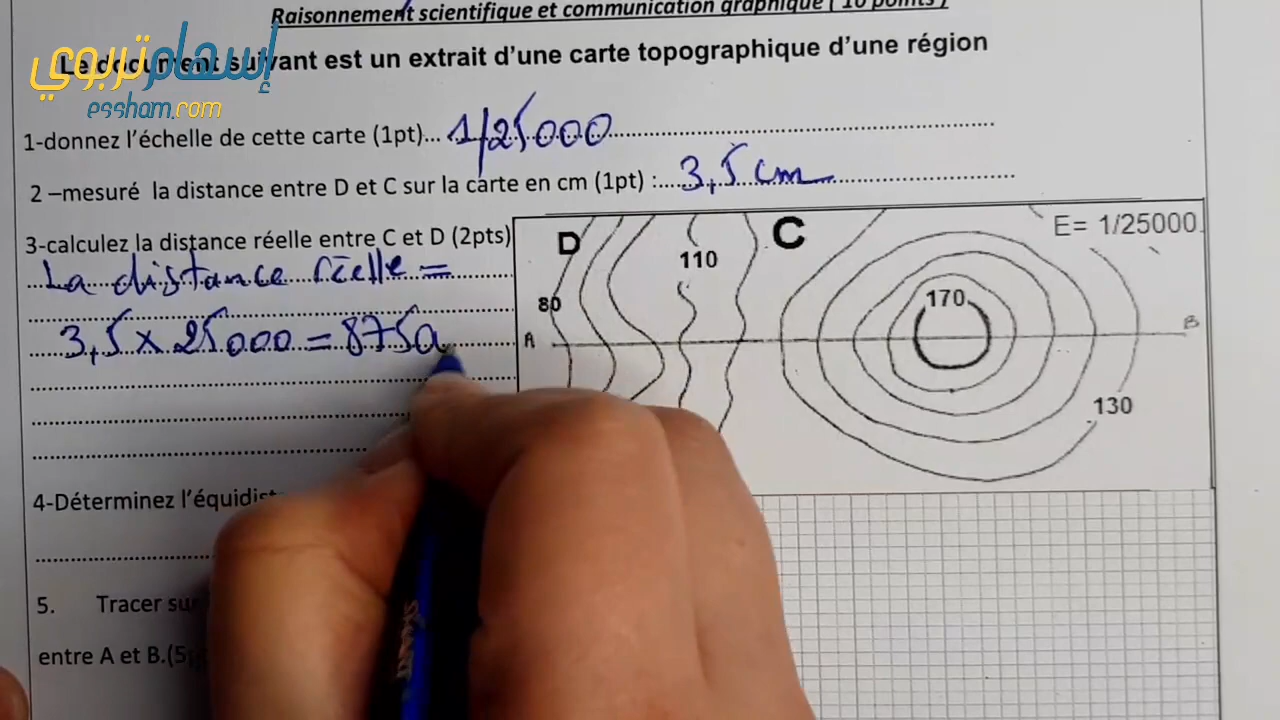 Raisonnement scientifique et communication graphique ( 10 points )
إسهام تربوي
essham.com
Le document suivant est un extrait d'une carte topographique d'une région
1-donnez l'échelle de cette carte (1pt)... 1/25000
2 –mesuré la distance entre D et C sur la carte en cm (1pt) :.... 3,5 cm
3-calculez la distance réelle entre C et D (2pts)
La distance réelle =
3,5 x 25000 = 8750
D
C
E= 1/25000
110
80
170
A
B
130
4-Déterminez l'équidist
5. Tracer sur
entre A et B.(5